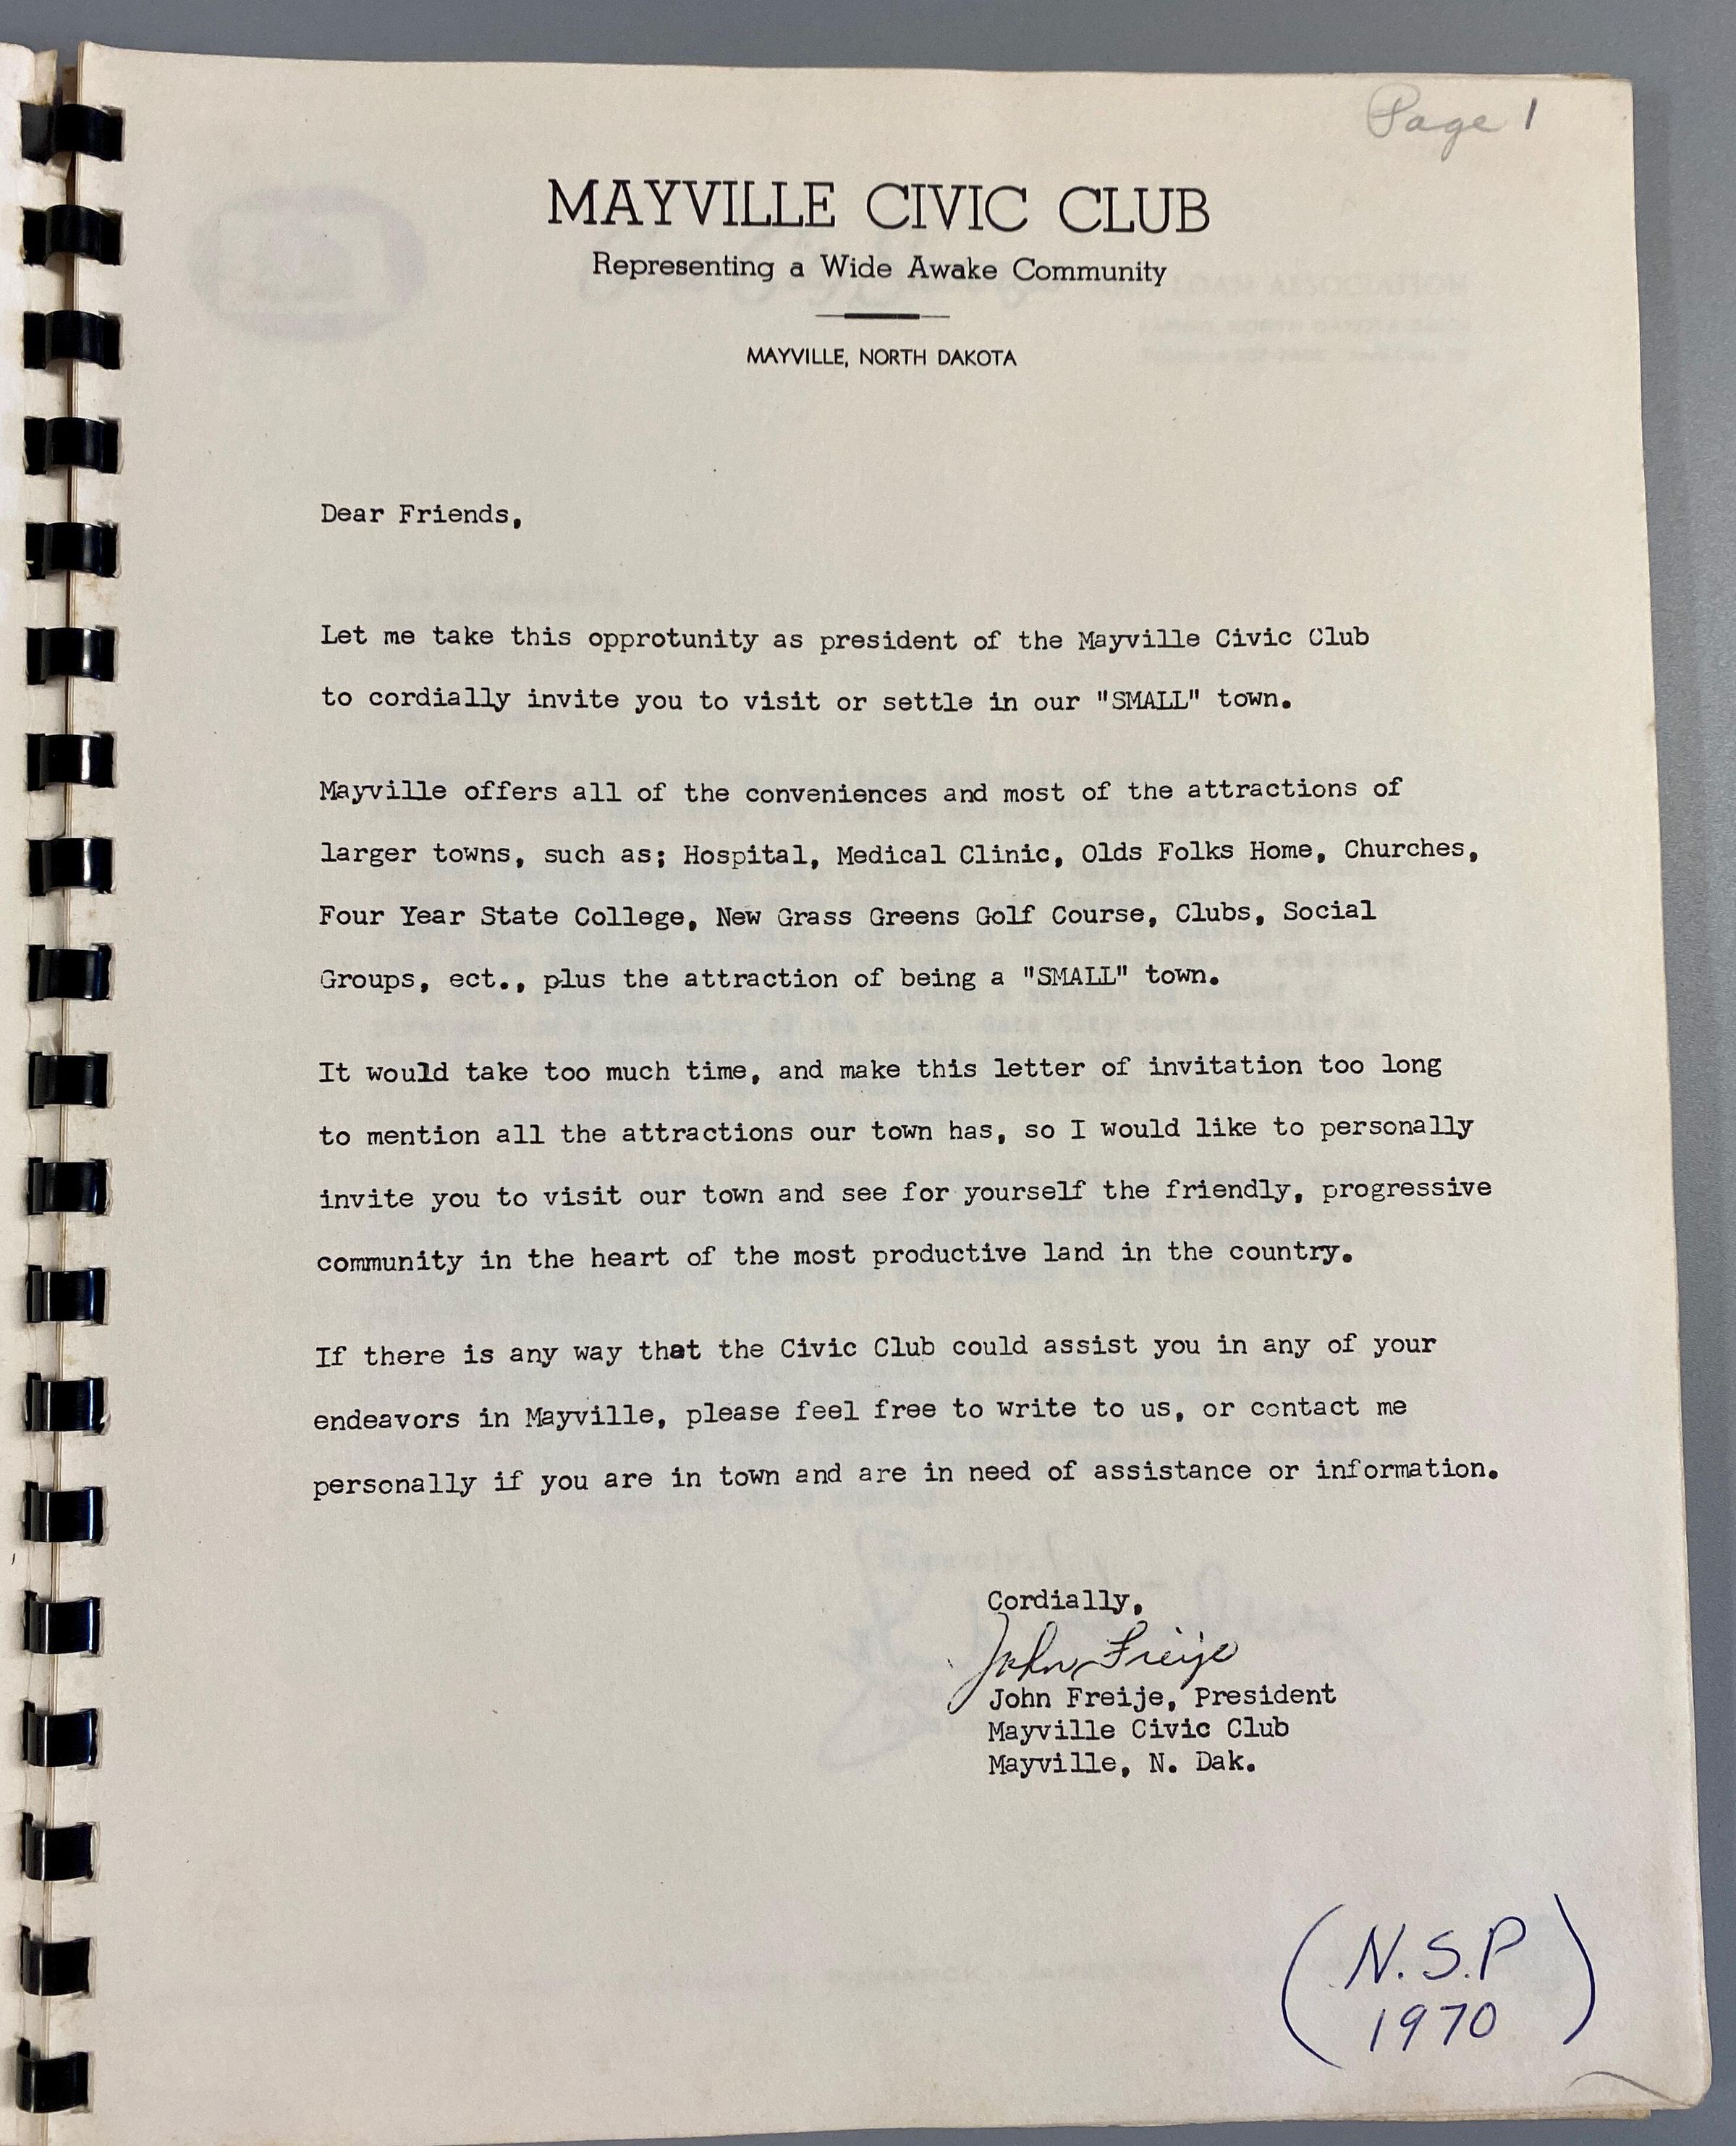 Page 1
MAYVILLE CIVIC CLUB
Representing a Wide Awake Community
MAYVILLE, NORTH DAKOTA
Dear Friends,
Let me take this opprotunity as president of the Mayville Civic Club
to cordially invite you to visit or settle in our "SMALL" town.
Mayville offers all of the conveniences and most of the attractions of
larger towns, such as; Hospital, Medical Clinic, Olds Folks Home, Churches,
Four Year State College, New Grass Greens Golf Course, Clubs, Social
Groups, ect., plus the attraction of being a "SMALL" town.
It would take too much time, and make this letter of invitation too long
to mention all the attractions our town has, so I would like to personally
invite you to visit our town and see for yourself the friendly, progressive
community in the heart of the most productive land in the country.
If there is any way that the Civic Club could assist you in any of your
endeavors in Mayville, please feel free to write to us, or contact me
personally if you are in town and are in need of assistance or information.
Cordially,
John Freije
John Freije, President
Mayville Civic Club
Mayville, N. Dak.
(N.S.P
1970)